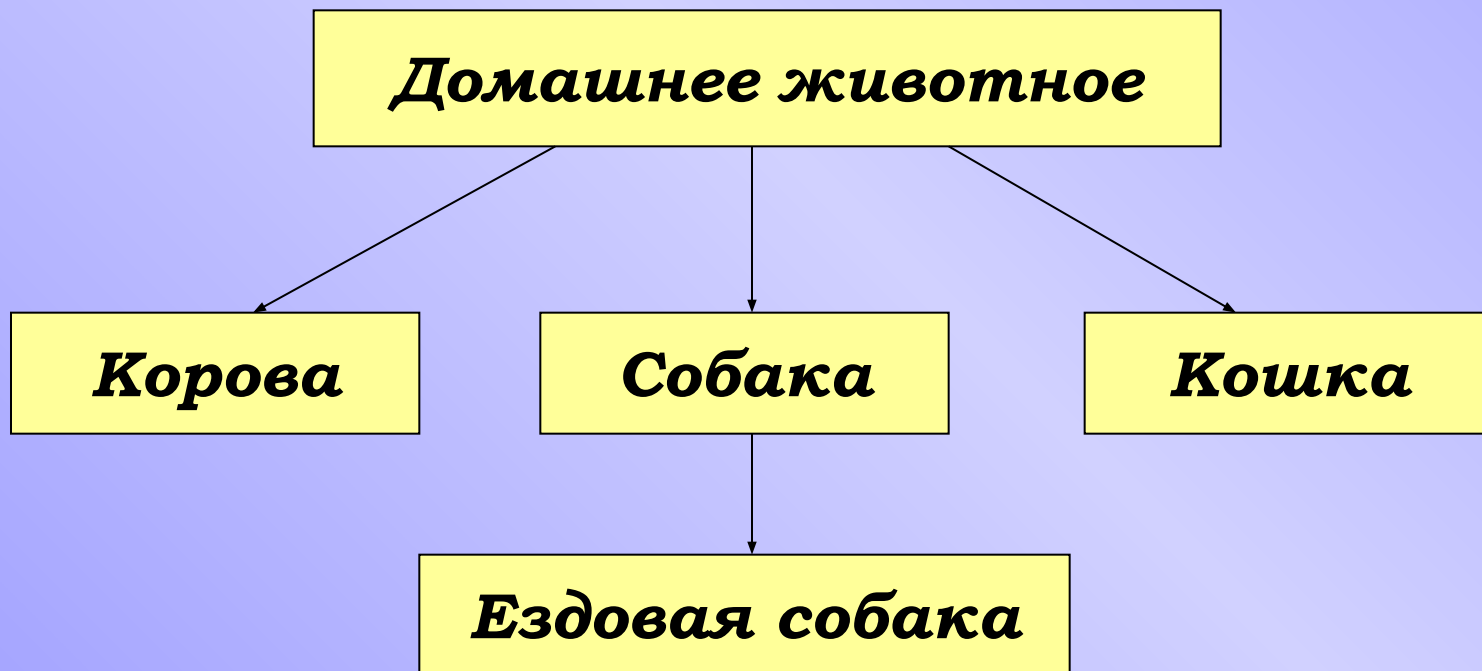 Домашнее животное
Корова
Собака
Кошка
Ездовая собака